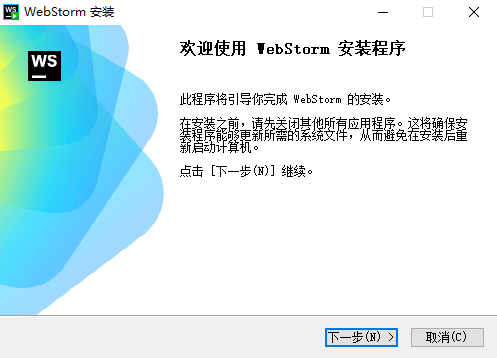 WebStorm 安装
WS
欢迎使用 WebStorm 安装程序
此程序将引导你完成 WebStorm 的安装。
在安装之前，请先关闭其他所有应用程序。这将确保安
装程序能够更新所需的系统文件，从而避免在安装后重
新启动计算机。
点击 [下一步(N)] 继续。
下一步(N) >
取消(C)